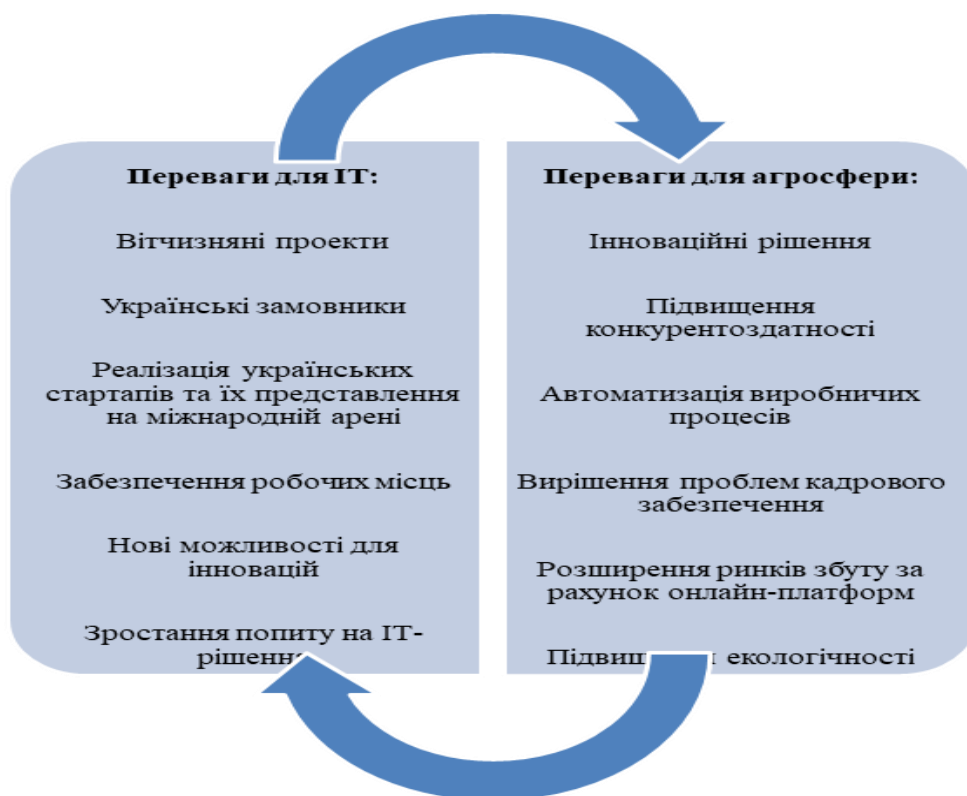 Переваги для ІТ:
Вітчизняні проекти
Українські замовники
Реалізація українських
стартапів та їх представлення
на міжнародній арені
Забезпечення робочих місць
Нові можливості для
інновацій
Зростання попиту на ІТ-
рішення
Переваги для агросфери:
Інноваційні рішення
Підвищення
конкурентоздатності
Автоматизація виробничих
процесів
Вирішення проблем кадрового
забезпечення
Розширення ринків збуту за
рахунок онлайн-платформ
екологічності